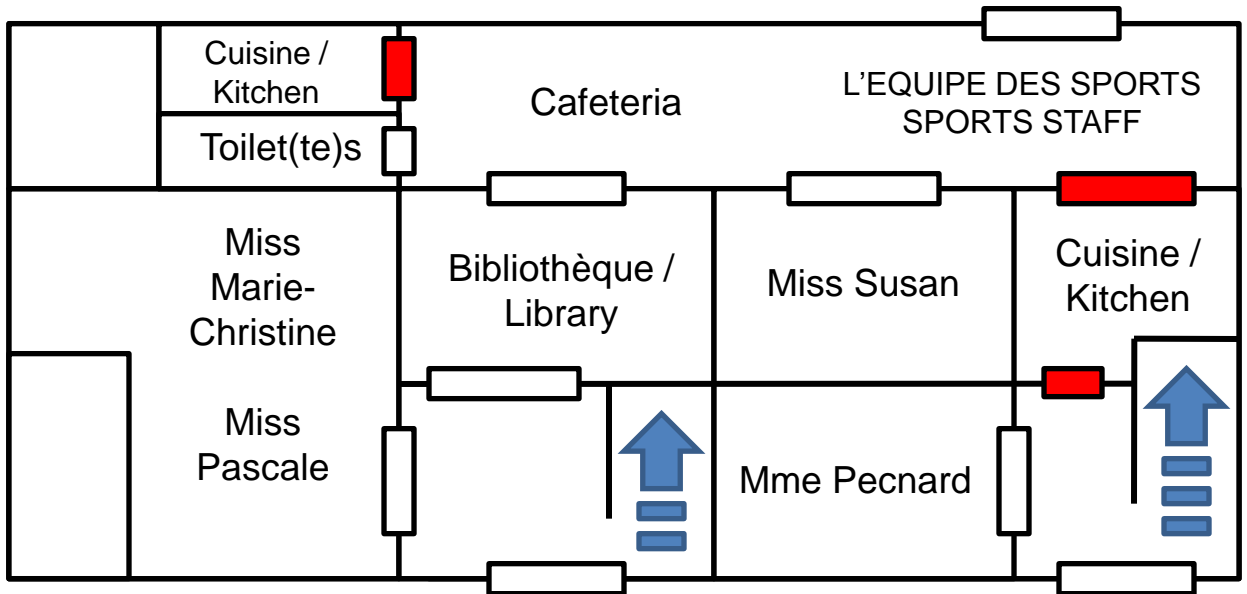 Cuisine /
Kitchen
Toilet(te)s
Cafeteria
L'EQUIPE DES SPORTS
SPORTS STAFF
Miss
Marie-
Christine
Bibliothèque /
Library
Miss Susan
Cuisine /
Kitchen
Miss
Pascale
Mme Pecnard